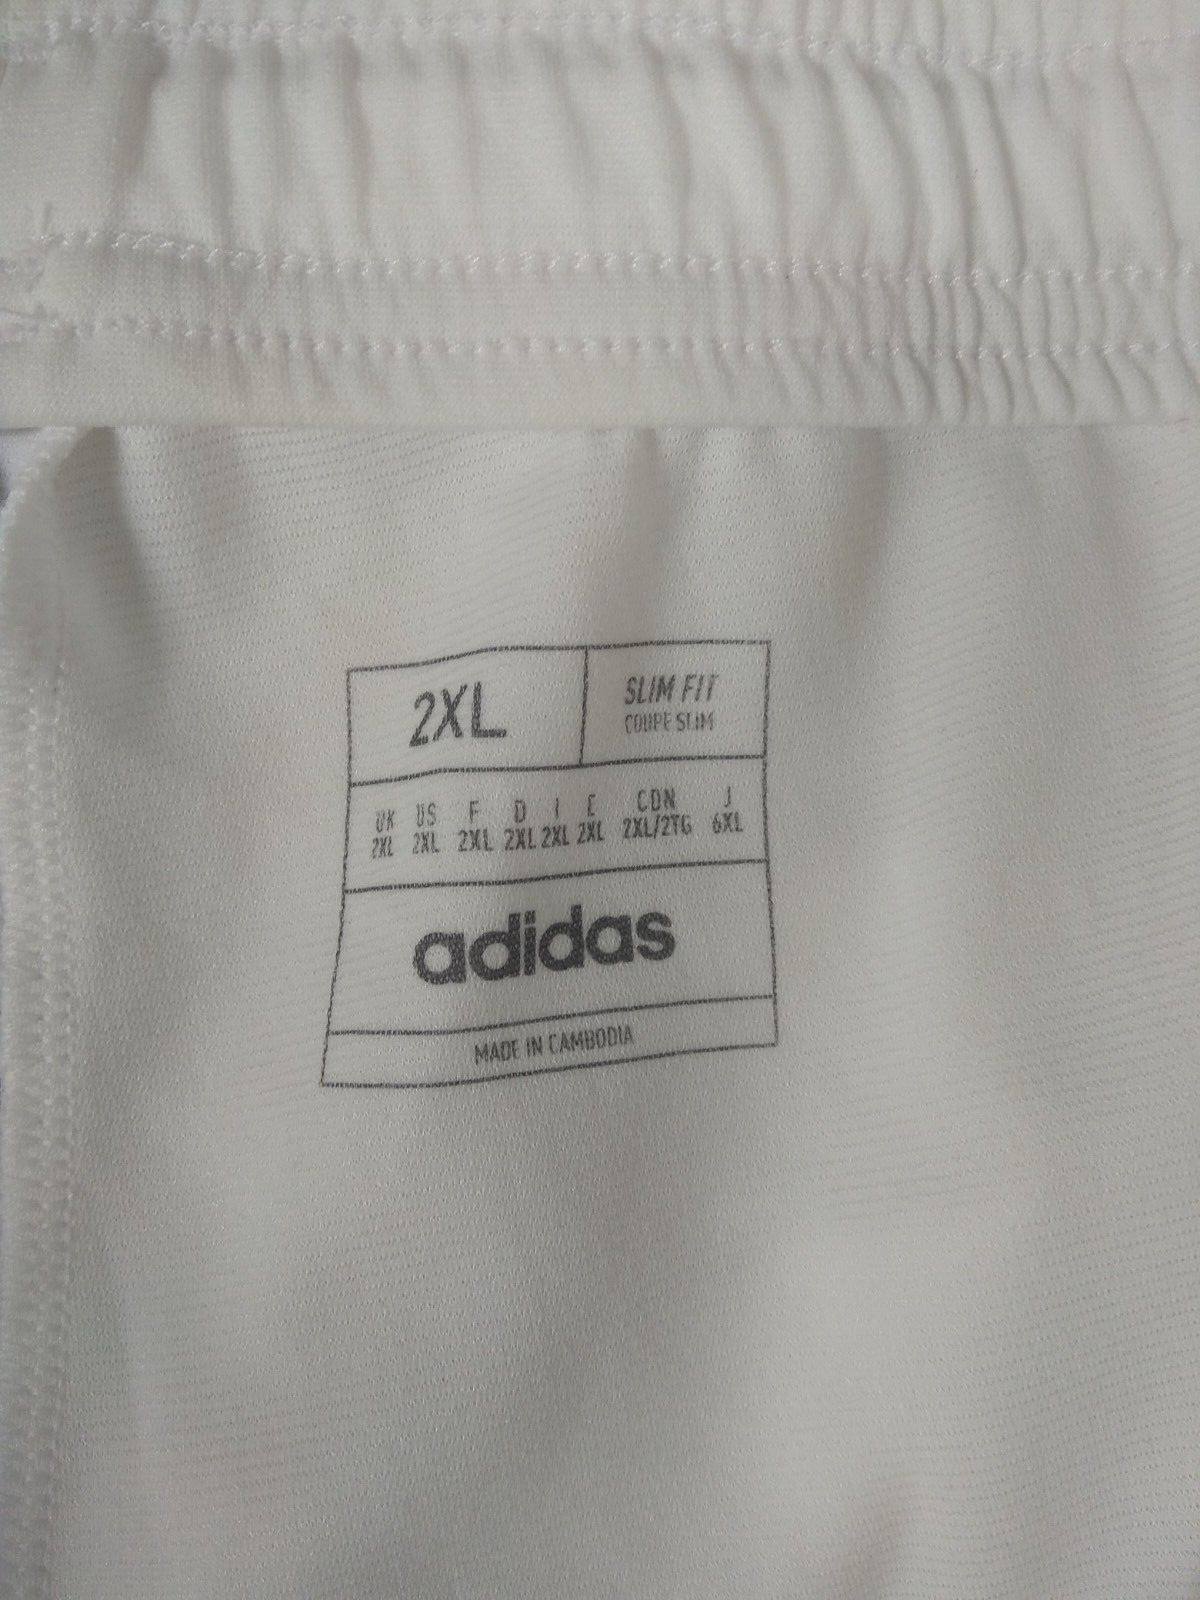 2XL
SLIM FIT
COUPE SLIM
UK US F D I E CDN J
2XL 2XL 2XL 2XL 2XL 2XL 2XL/2TG 6XL
adidas
MADE IN CAMBODIA